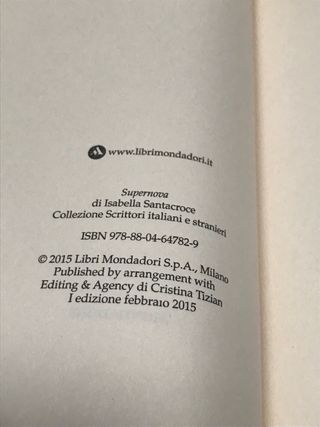 www.librimondadori.it
Supernova
di Isabella Santacroce
Collezione Scrittori italiani e stranieri
ISBN 978-88-04-64782-9
© 2015 Libri Mondadori S.p.A., Milano
Published by arrangement with
Editing & Agency di Cristina Tizian
I edizione febbraio 2015